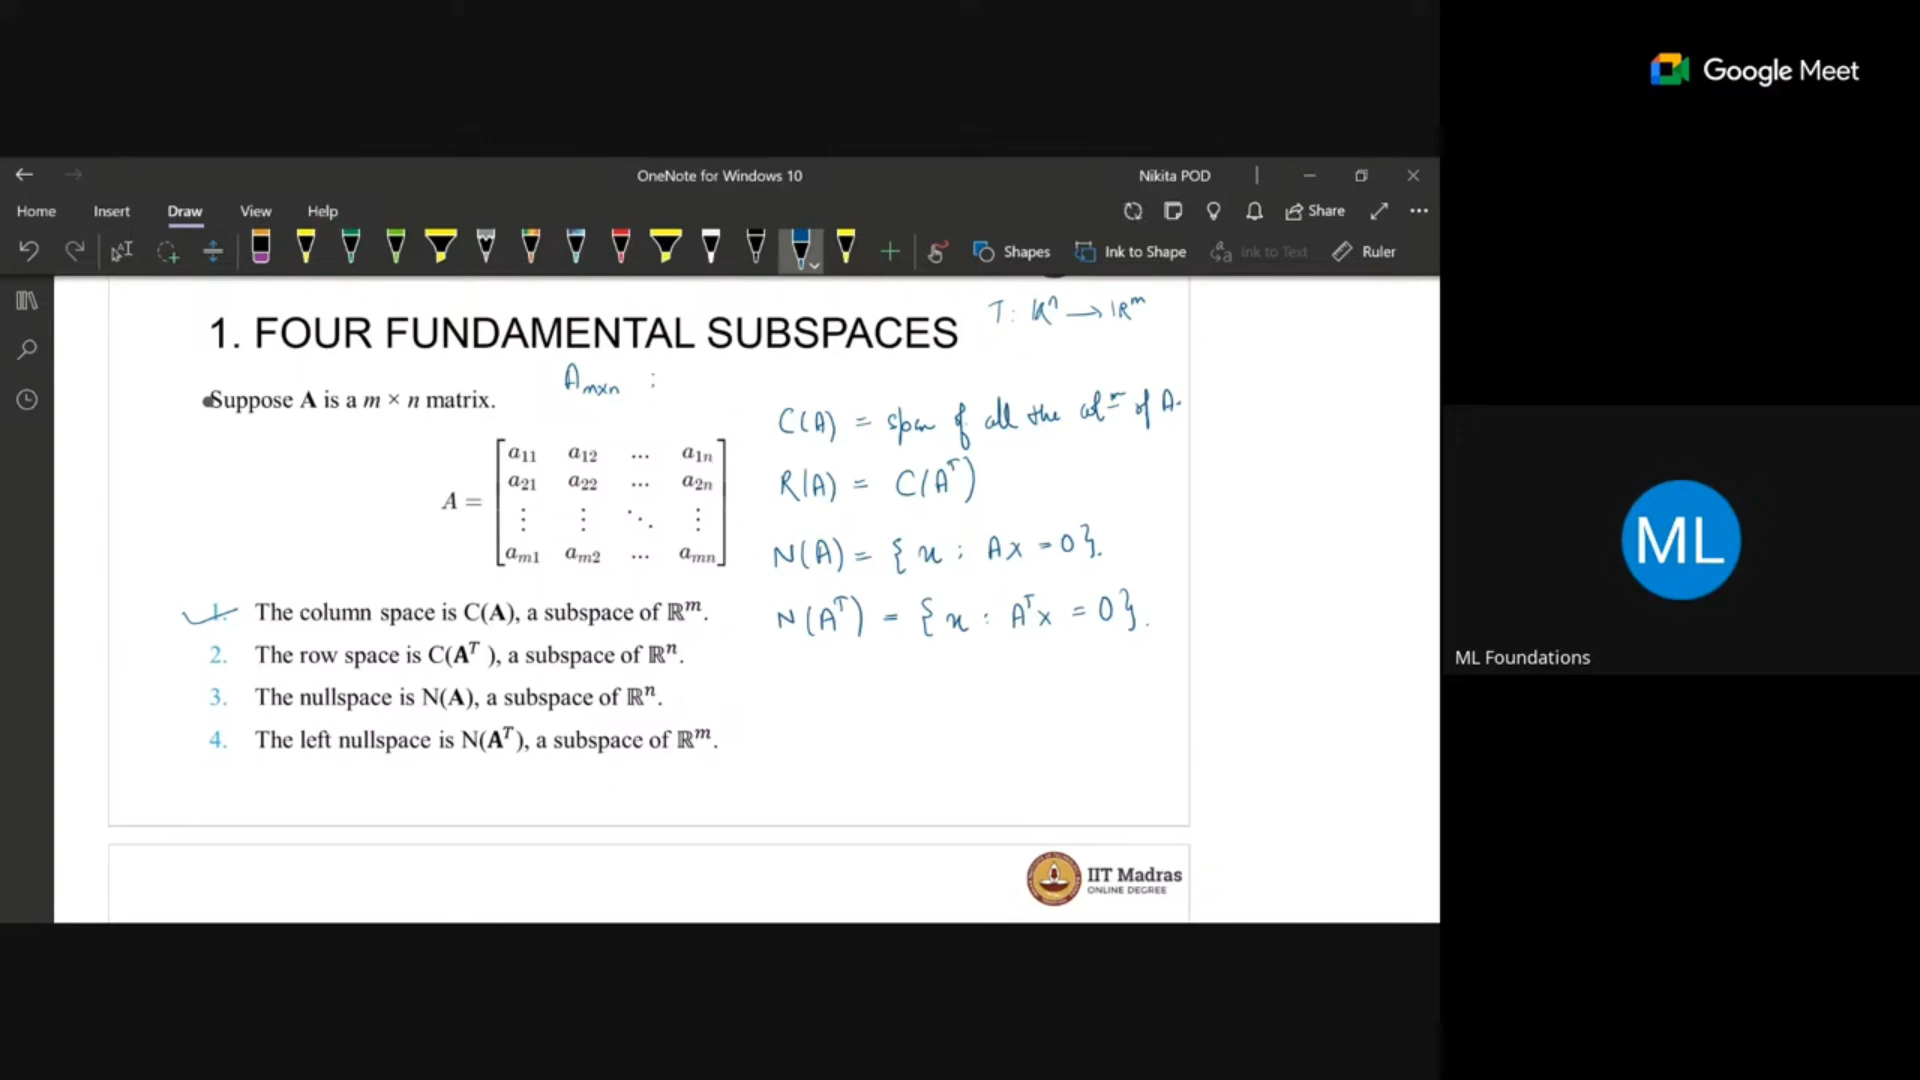 Google Meet
OneNote for Windows 10
Nikita POD
Home Insert Draw View Help
Share
Shapes Ink to Shape Ink to Text Ruler
1. FOUR FUNDAMENTAL SUBSPACES
T : ℝⁿ → ℝᵐ
Suppose A is a m × n matrix.
A m×n :
C(A) = span of all the colⁿ of A.
A = [a11 a12 ... a1n
a21 a22 ... a2n
⋮ ⋮ ⋱ ⋮
am1 am2 ... amn]
R(A) = C(Aᵀ)
N(A) = { x : Ax = 0 }.
N(Aᵀ) = { x : Aᵀx = 0 }.
1. The column space is C(A), a subspace of ℝᵐ.
2. The row space is C(Aᵀ ), a subspace of ℝⁿ.
3. The nullspace is N(A), a subspace of ℝⁿ.
4. The left nullspace is N(Aᵀ), a subspace of ℝᵐ.
IIT Madras
ONLINE DEGREE
ML
ML Foundations